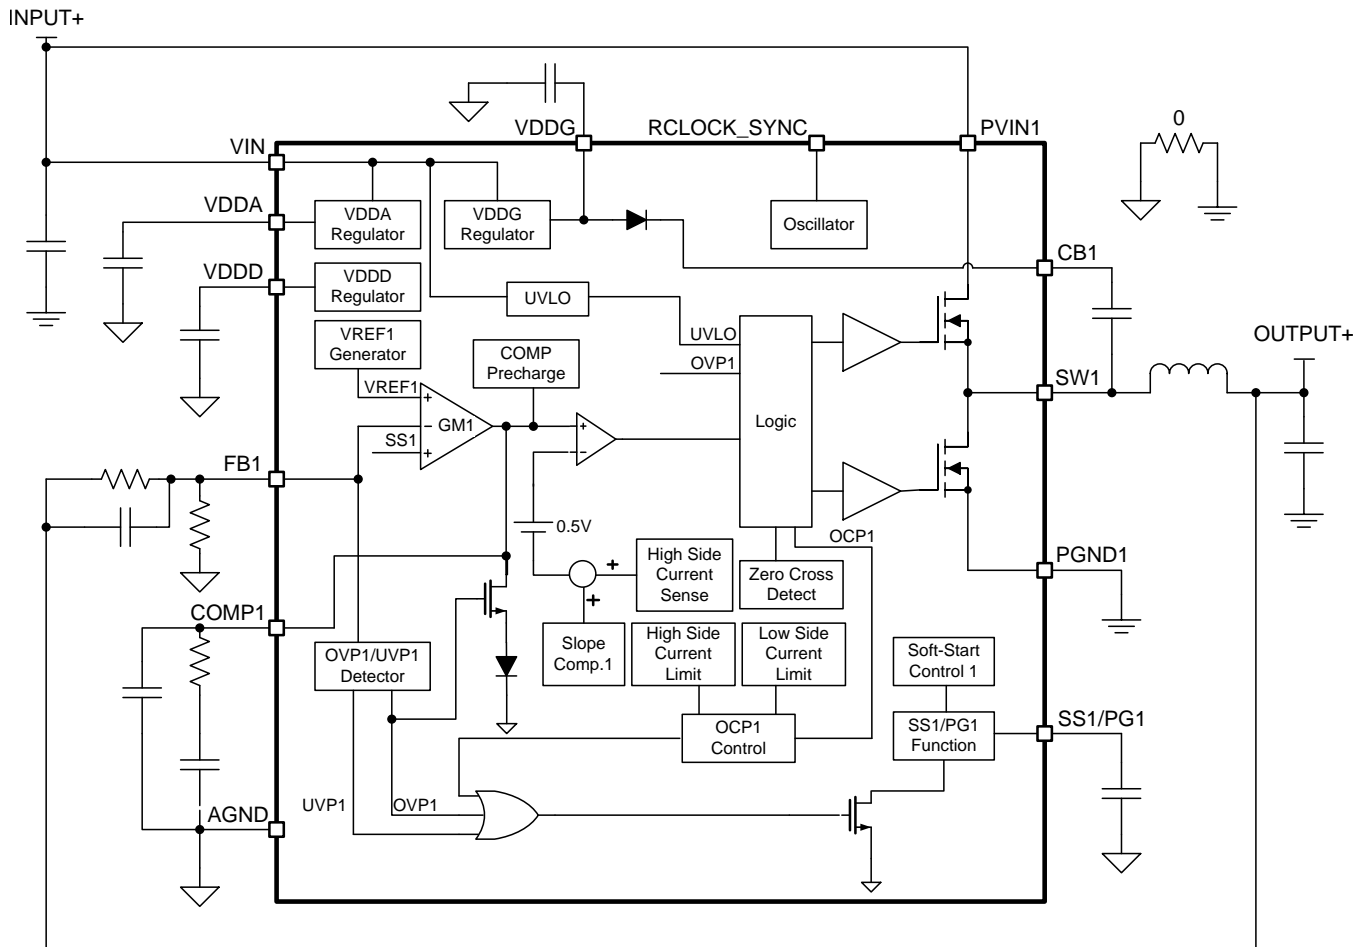 INPUT+
0
VDDG
RCLOCK_SYNC
PVIN1
VIN
VDDA
VDDA
Regulator
VDDG
Regulator
Oscillator
CB1
VDDD
VDDD
Regulator
UVLO
VREF1
Generator
COMP
Precharge
UVLO
OVP1
OUTPUT+
VREF1
SW1
+
−
GM1
SS1
+
+
−
Logic
FB1
0.5V
OCP1
High Side
Current
Sense
Zero Cross
Detect
PGND1
+
+
COMP1
Slope
Comp.1
High Side
Current
Limit
Low Side
Current
Limit
Soft-Start
Control 1
OVP1/UVP1
Detector
OCP1
Control
SS1/PG1
Function
SS1/PG1
UVP1
OVP1
AGND